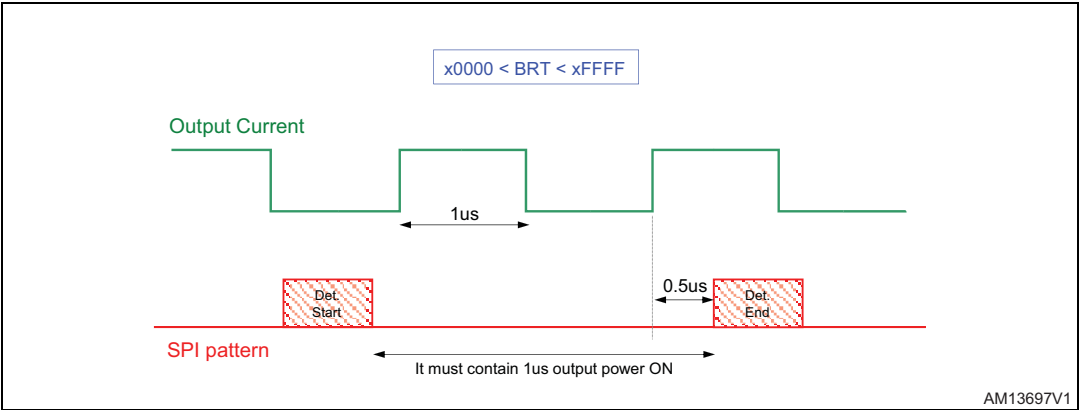 x0000 < BRT < xFFFF
Output Current
1us
0.5us
Det.
Start
Det.
End
SPI pattern
It must contain 1us output power ON
AM13697V1